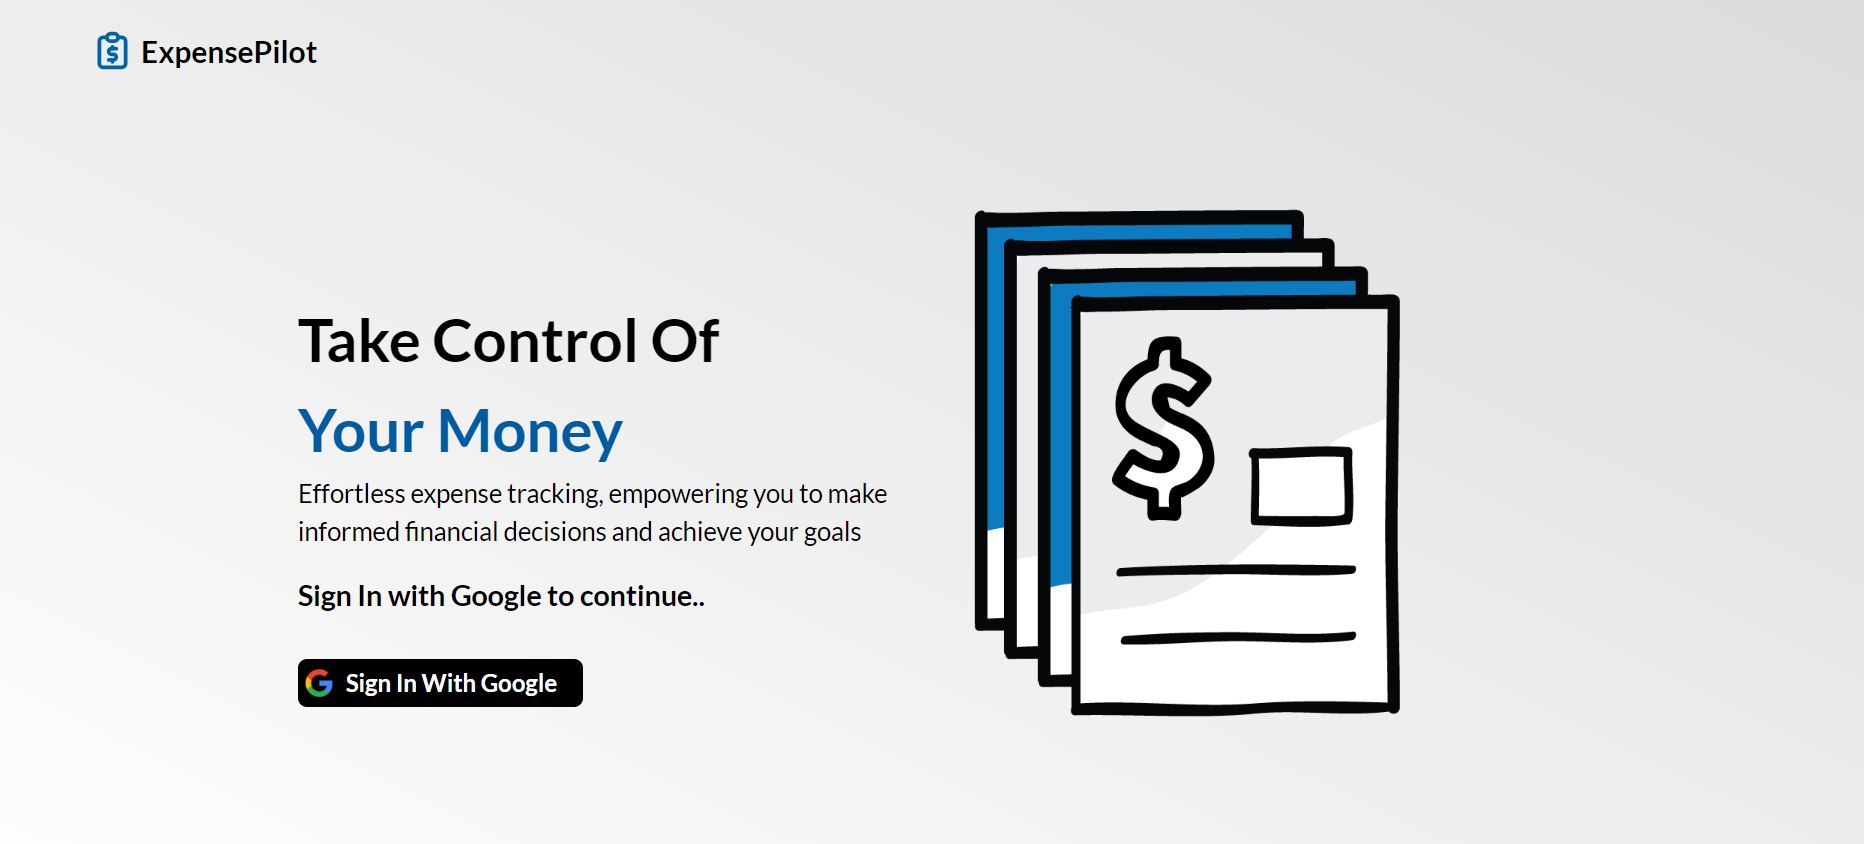 ExpensePilot
Take Control Of
Your Money
Effortless expense tracking, empowering you to make
informed financial decisions and achieve your goals
Sign In with Google to continue..
Sign In With Google